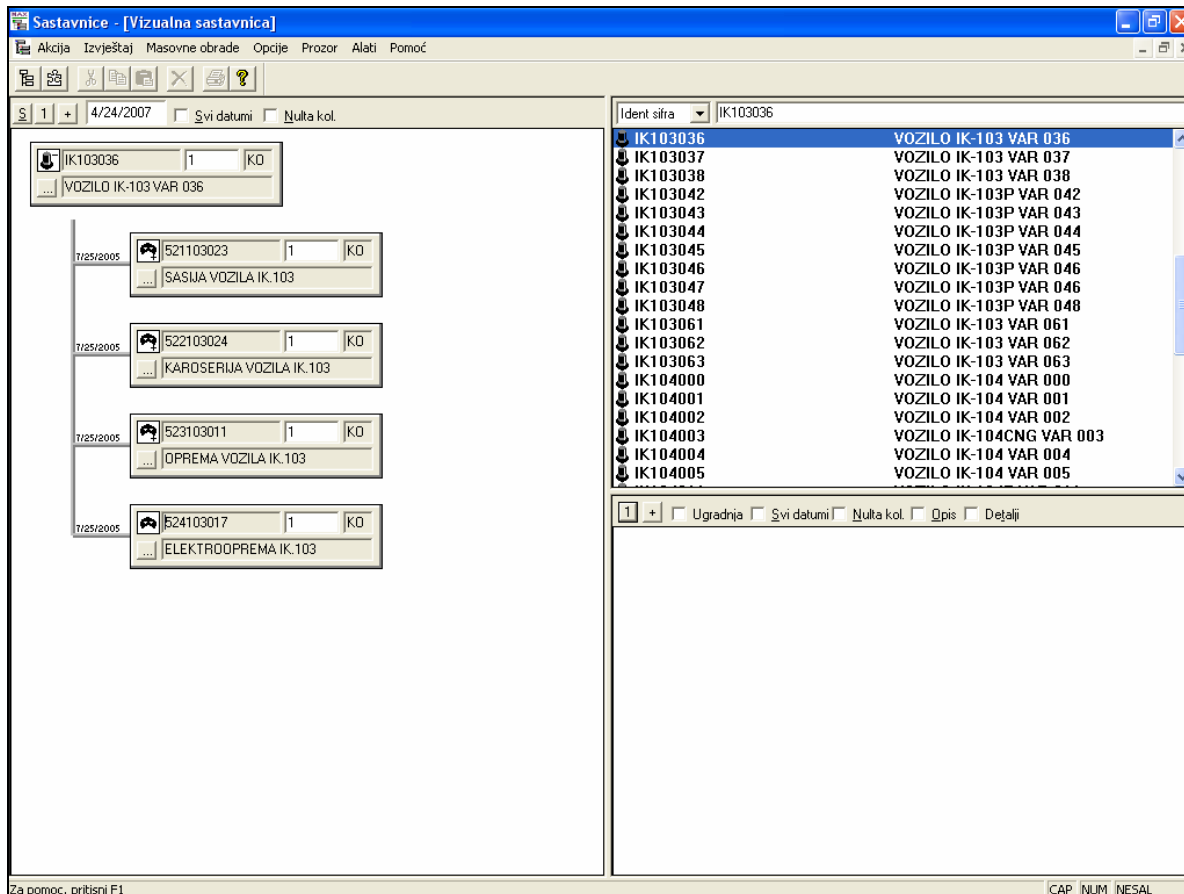 Sastavnice - [Vizualna sastavnica]
Akcija Izvještaj Masovne obrade Opcije Prozor Alati Pomoć
S 1 + 4/24/2007 Svi datumi Nulta kol.
IK103036 1 KO
... VOZILO IK-103 VAR 036
7/25/2005 521103023 1 KO
... SASIJA VOZILA IK.103
7/25/2005 522103024 1 KO
... KAROSERIJA VOZILA IK.103
7/25/2005 523103011 1 KO
... OPREMA VOZILA IK.103
7/25/2005 524103017 1 KO
... ELEKTROOPREMA IK.103
Ident sifra IK103036
IK103036 VOZILO IK-103 VAR 036
IK103037 VOZILO IK-103 VAR 037
IK103038 VOZILO IK-103 VAR 038
IK103042 VOZILO IK-103P VAR 042
IK103043 VOZILO IK-103P VAR 043
IK103044 VOZILO IK-103P VAR 044
IK103045 VOZILO IK-103P VAR 045
IK103046 VOZILO IK-103P VAR 046
IK103047 VOZILO IK-103P VAR 046
IK103048 VOZILO IK-103P VAR 048
IK103061 VOZILO IK-103 VAR 061
IK103062 VOZILO IK-103 VAR 062
IK103063 VOZILO IK-103 VAR 063
IK104000 VOZILO IK-104 VAR 000
IK104001 VOZILO IK-104 VAR 001
IK104002 VOZILO IK-104 VAR 002
IK104003 VOZILO IK-104CNG VAR 003
IK104004 VOZILO IK-104 VAR 004
IK104005 VOZILO IK-104 VAR 005
1 + Ugradnja Svi datumi Nulta kol. Opis Detalji
Za pomoc, pritisni F1
CAP NUM NESAL